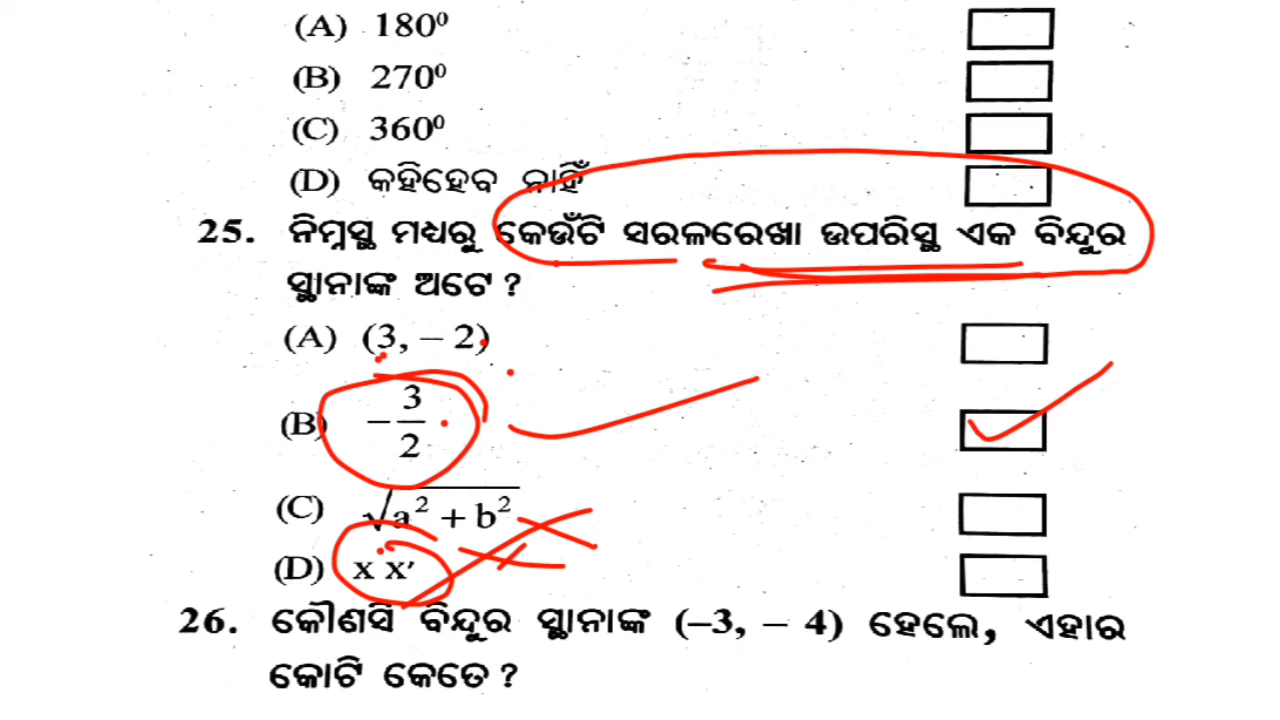 (A) 180⁰
(B) 270⁰
(C) 360⁰
(D) କହିହେବ ନାହିଁ
25. ନିମ୍ନସ୍ଥ ମଧ୍ୟରୁ କେଉଁଟି ସରଳରେଖା ଉପରିସ୍ଥ ଏକ ବିନ୍ଦୁର
ସ୍ଥାନାଙ୍କ ଅଟେ ?
(A) (3, – 2)
(B) –3/2
(C) √(a² + b²)
(D) x x′
26. କୌଣସି ବିନ୍ଦୁର ସ୍ଥାନାଙ୍କ (–3, – 4) ହେଲେ, ଏହାର
କୋଟି କେତେ ?